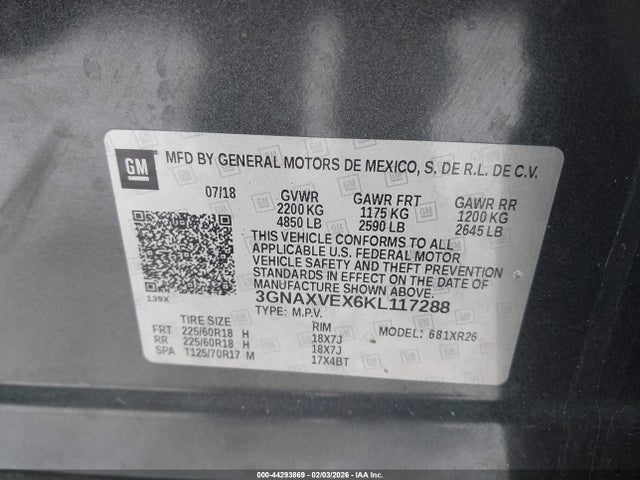 GM
MFD BY GENERAL MOTORS DE MEXICO, S. DE R.L. DE C.V.
07/18 GVWR GAWR FRT GAWR RR
2200 KG 1175 KG 1200 KG
4850 LB 2590 LB 2645 LB
THIS VEHICLE CONFORMS TO ALL
APPLICABLE U.S. FEDERAL MOTOR
VEHICLE SAFETY AND THEFT PREVENTION
STANDARDS IN EFFECT ON THE DATE OF
MANUFACTURE SHOWN ABOVE.
139X
3GNAXVEX6KL117288
TYPE: M.P.V. MODEL: 681XR26
TIRE SIZE RIM
FRT 225/60R18 H 18X7J
RR 225/60R18 H 18X7J
SPA T125/70R17 M 17X4BT
000-44293869 - 02/03/2026 - IAA Inc.